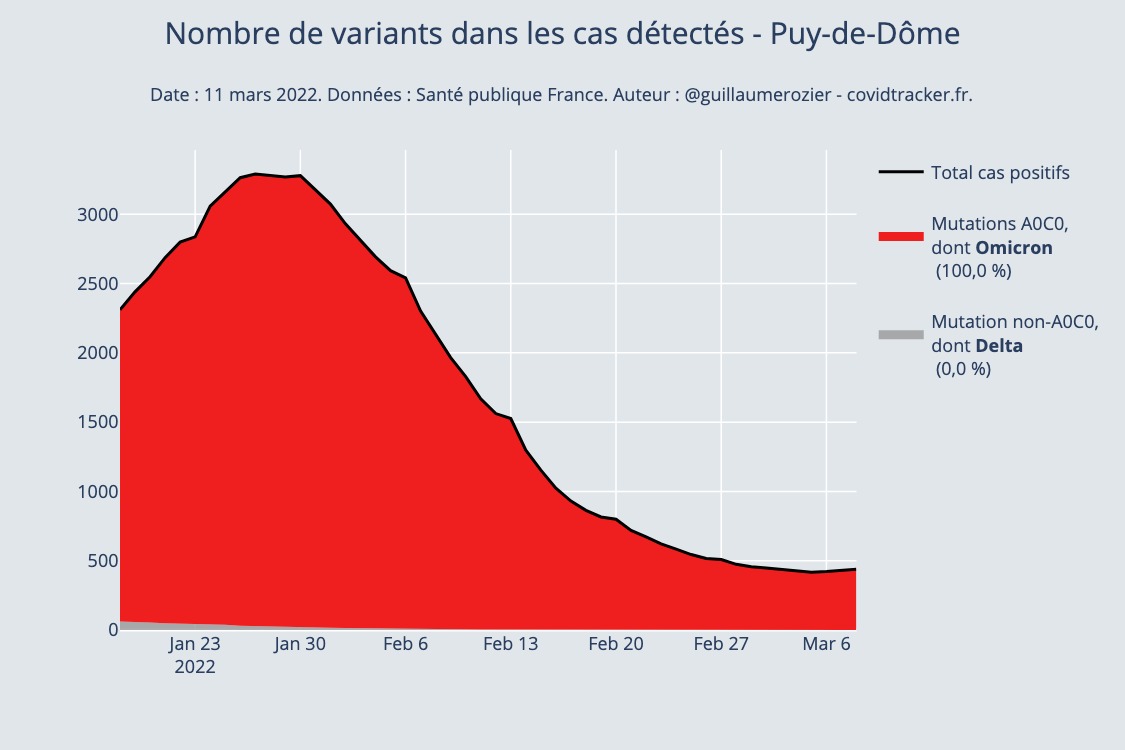 Nombre de variants dans les cas détectés - Puy-de-Dôme
Date : 11 mars 2022. Données : Santé publique France. Auteur : @guillaumerozier - covidtracker.fr.
Total cas positifs
Mutations A0C0,
dont Omicron
(100,0 %)
Mutation non-A0C0,
dont Delta
(0,0 %)
3000
2500
2000
1500
1000
500
0
Jan 23
2022
Jan 30
Feb 6
Feb 13
Feb 20
Feb 27
Mar 6